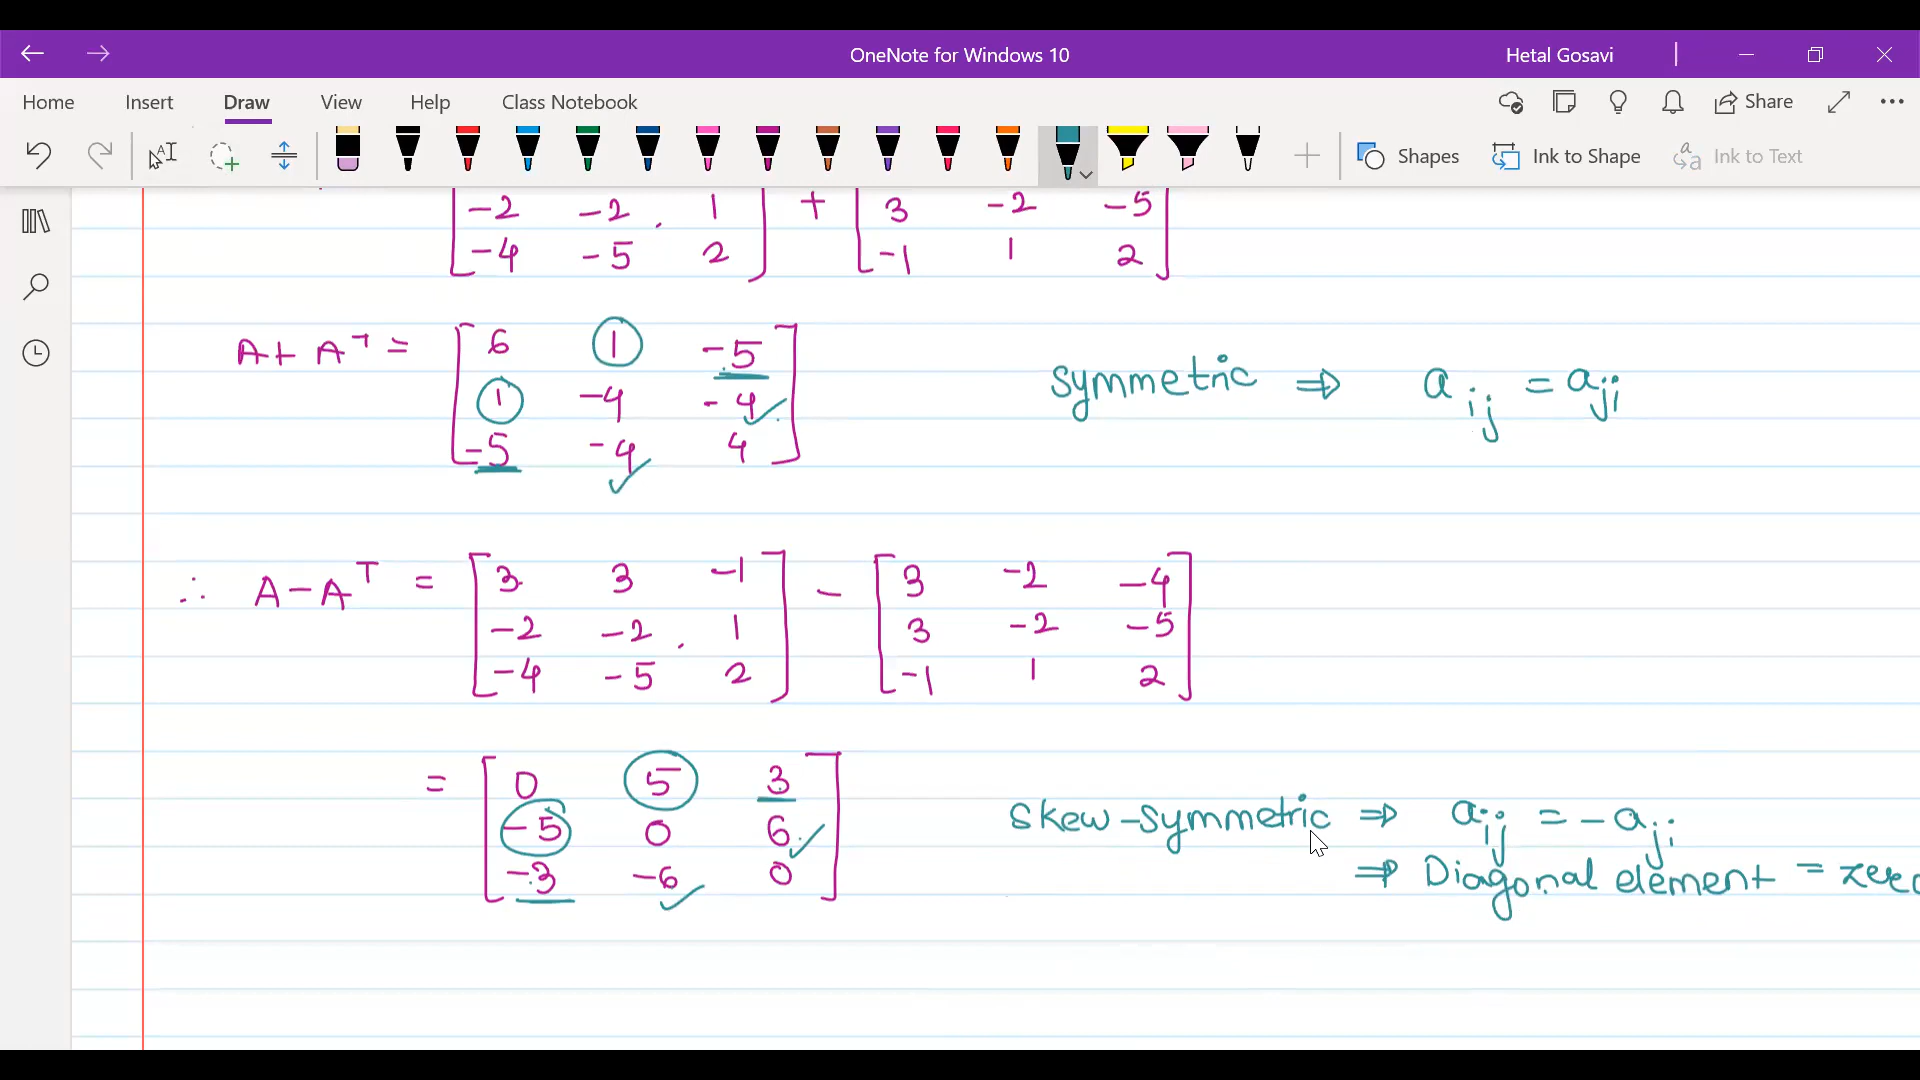 OneNote for Windows 10
Hetal Gosavi
Home Insert Draw View Help Class Notebook Share
Shapes Ink to Shape Ink to Text
-2 -2 . 1 + 3 -2 -5
-4 -5 2 -1 1 2
A + A^T = 6 1 -5
1 -4 -4
-5 -4 4
symmetric ⇒ a_ij = a_ji
∴ A - A^T = 3 3 -1 - 3 -2 -4
-2 -2 . 1 3 -2 -5
-4 -5 2 -1 1 2
= 0 5 3
-5 0 6
-3 -6 0
Skew-symmetric ⇒ a_ij = -a_ji
⇒ Diagonal element = zero